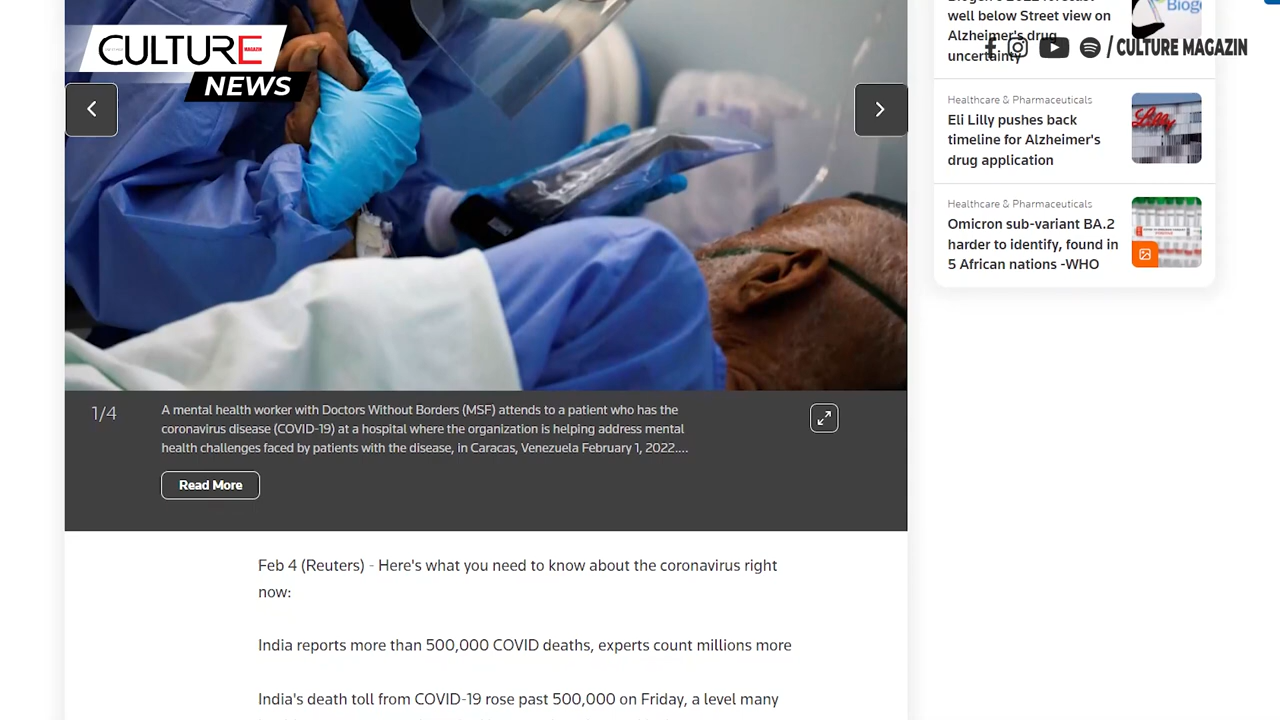 CULTURE
MAGAZIN
NEWS
1/4
A mental health worker with Doctors Without Borders (MSF) attends to a patient who has the
coronavirus disease (COVID-19) at a hospital where the organization is helping address mental
health challenges faced by patients with the disease, in Caracas, Venezuela February 1, 2022....
Read More
Feb 4 (Reuters) - Here's what you need to know about the coronavirus right
now:
India reports more than 500,000 COVID deaths, experts count millions more
India's death toll from COVID-19 rose past 500,000 on Friday, a level many
well below Street view on
Alzheimer's drug
uncertainty
/ CULTURE MAGAZIN
Healthcare & Pharmaceuticals
Eli Lilly pushes back
timeline for Alzheimer's
drug application
Lilly
Healthcare & Pharmaceuticals
Omicron sub-variant BA.2
harder to identify, found in
5 African nations -WHO